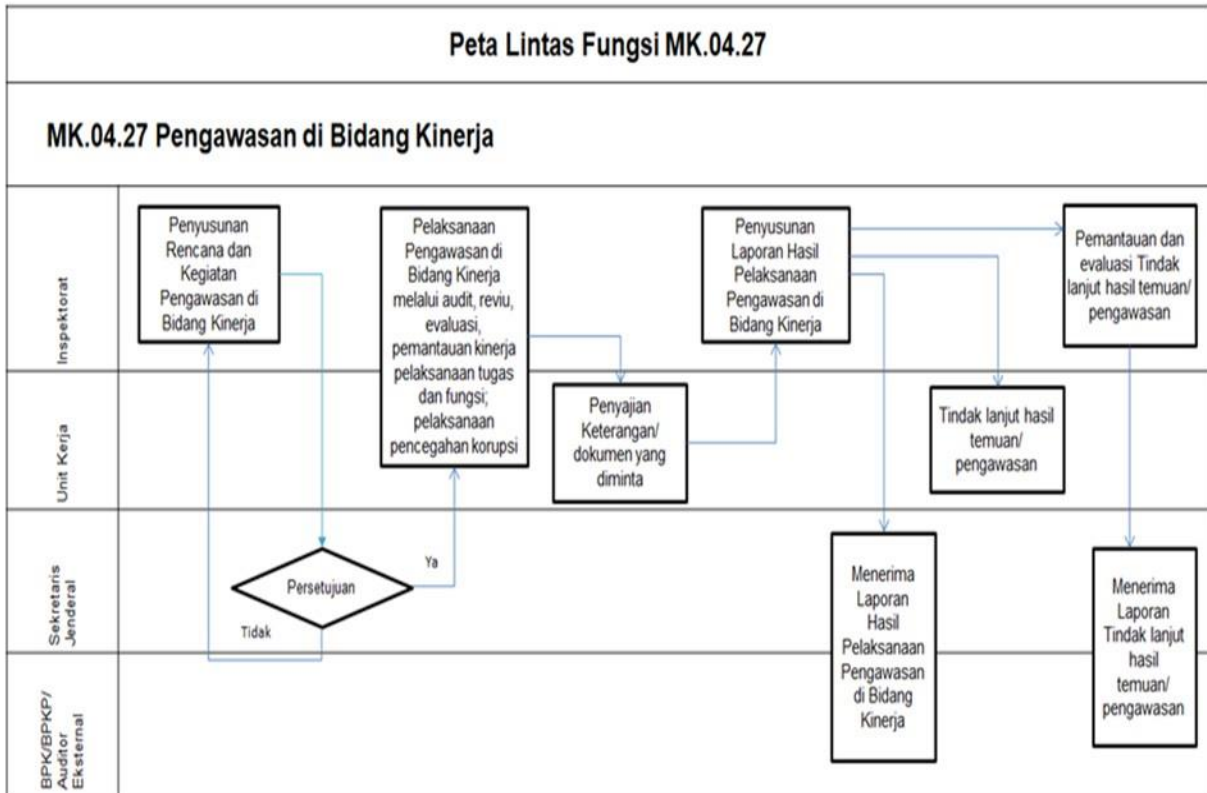 Peta Lintas Fungsi MK.04.27
MK.04.27 Pengawasan di Bidang Kinerja
Inspektorat
Penyusunan
Rencana dan
Kegiatan
Pengawasan di
Bidang Kinerja
Pelaksanaan
Pengawasan di
Bidang Kinerja
melalui audit, reviu,
evaluasi,
pemantauan kinerja
pelaksanaan tugas
dan fungsi;
pelaksanaan
pencegahan korupsi
Penyusunan
Laporan Hasil
Pelaksanaan
Pengawasan di
Bidang Kinerja
Pemantauan dan
evaluasi Tindak
lanjut hasil temuan/
pengawasan
Unit Kerja
Penyajian
Keterangan/
dokumen yang
diminta
Tindak lanjut hasil
temuan/
pengawasan
Sekretaris
Jenderal
Persetujuan
Ya
Tidak
Menerima
Laporan
Hasil
Pelaksanaan
Pengawasan
di Bidang
Kinerja
Menerima
Laporan
Tindak lanjut
hasil
temuan/
pengawasan
BPK/BPKP/
Auditor
Eksternal